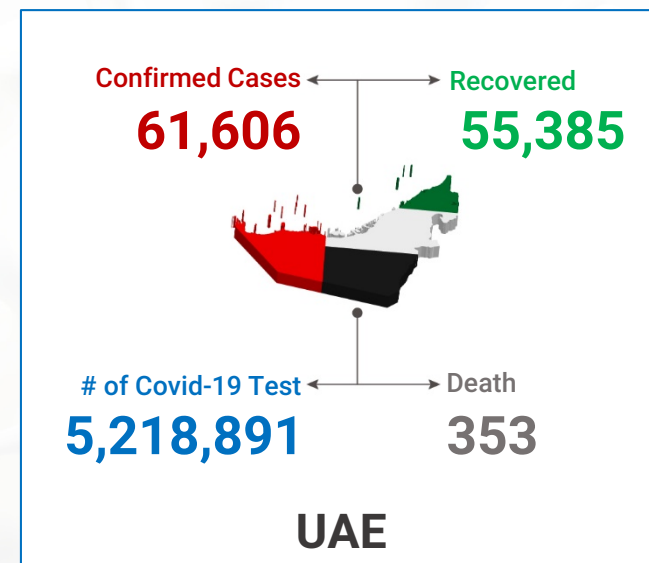 Confirmed Cases
61,606
Recovered
55,385
# of Covid-19 Test
5,218,891
Death
353
UAE